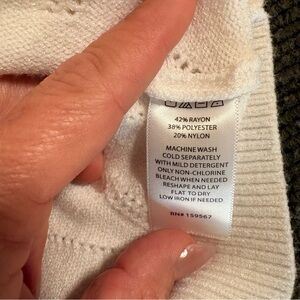 42% RAYON
38% POLYESTER
20% NYLON
MACHINE WASH
COLD SEPARATELY
WITH MILD DETERGENT
ONLY NON-CHLORINE
BLEACH WHEN NEEDED
RESHAPE AND LAY
FLAT TO DRY
LOW IRON IF NEEDED
RN# 159567